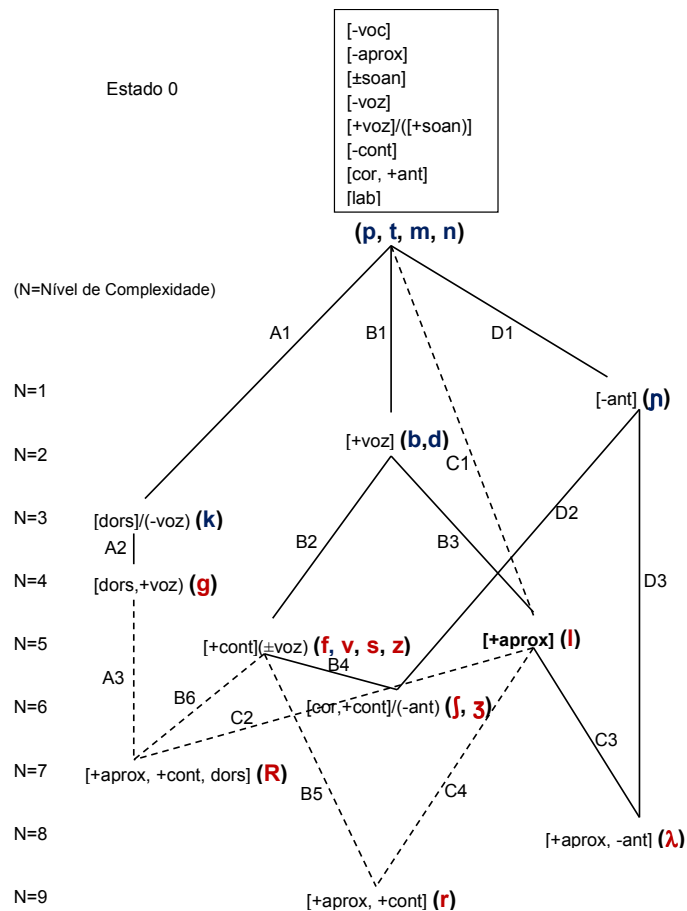 [-voc]
[-aprox]
Estado 0
[±soan]
[-voz]
[+voz]/([+soan)]
[-cont]
[cor, +ant]
[lab]
(p, t, m, n)
(N=Nível de Complexidade)
A1
B1
D1
N=1
[-ant] (ɲ)
N=2
[+voz] (b,d)
C1
N=3
[dors]/(-voz) (k
D2
A2
B2
B3
N=4
[dors,+voz) (g)
D3
N=5
[+cont](±voz) (f, v, s, z)
[+aprox] (l)
B4
A3
B6
N=6
C2
[cor,+cont]/(-ant) (ʃ, ʒ)
C3
N=7
[+aprox, +cont, dors] (R)
B5
C4
N=8
[+aprox, -ant] (λ)
N=9
[+aprox, +cont] (r)